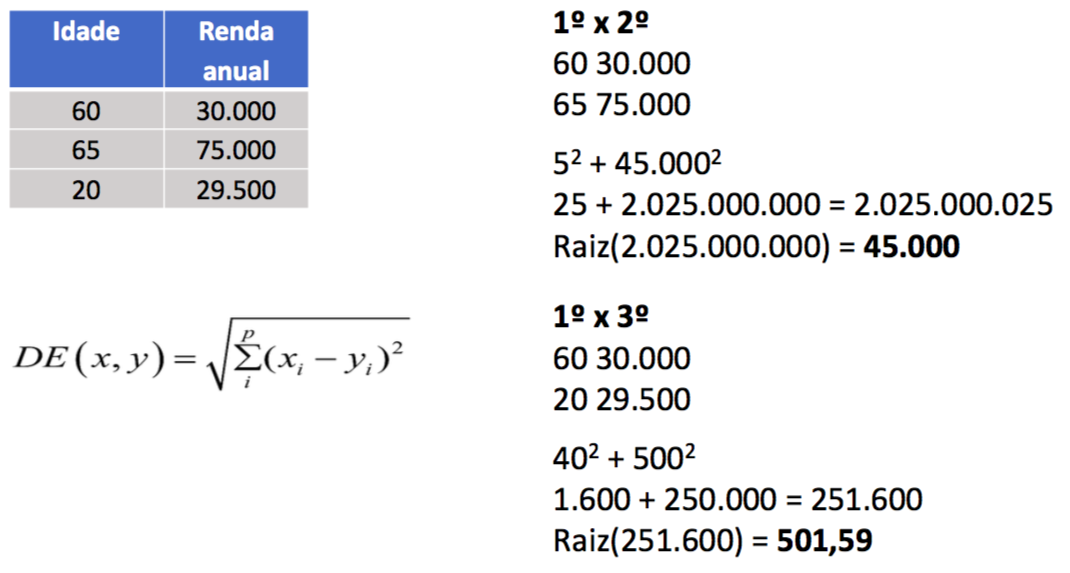 Idade Renda anual
60 30.000
65 75.000
20 29.500
DE(x, y) = √∑(x_i − y_i)²
p
i
1º x 2º
60 30.000
65 75.000
5² + 45.000²
25 + 2.025.000.000 = 2.025.000.025
Raiz(2.025.000.000) = 45.000
1º x 3º
60 30.000
20 29.500
40² + 500²
1.600 + 250.000 = 251.600
Raiz(251.600) = 501,59